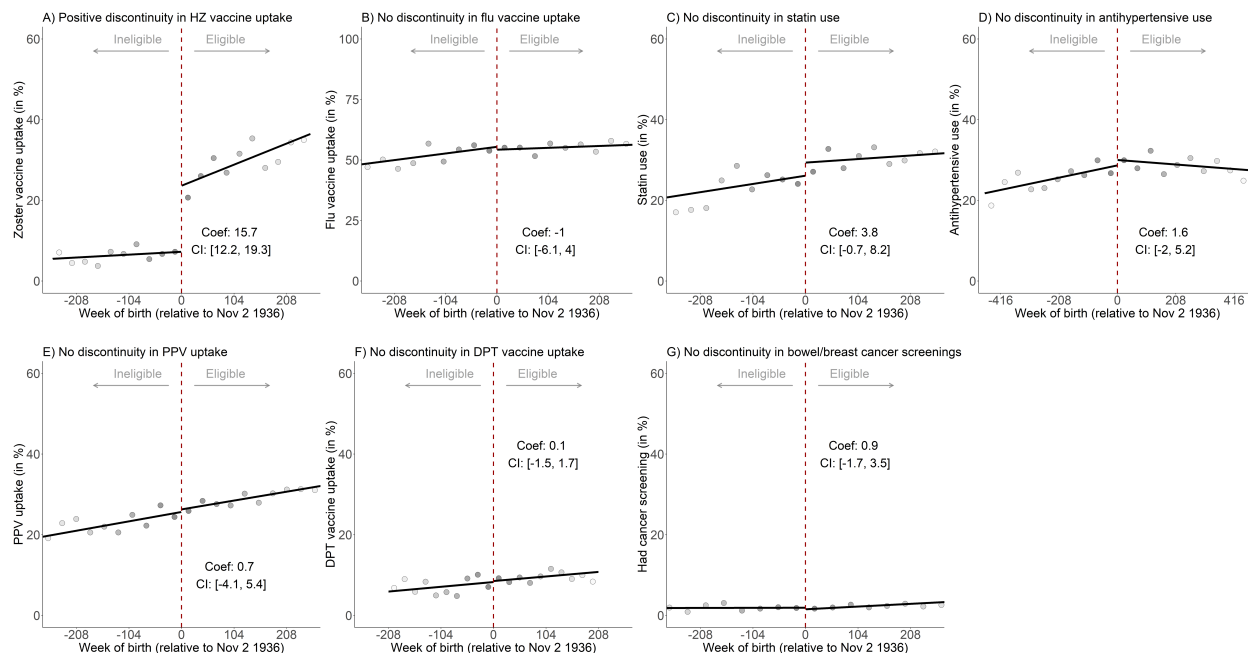 A) Positive discontinuity in HZ vaccine uptake
60
40
20
0
Zoster vaccine uptake (in %)
Ineligible
Eligible
Coef: 15.7
CI: [12.2, 19.3]
-208
-104
0
104
208
Week of birth (relative to Nov 2 1936)
B) No discontinuity in flu vaccine uptake
100
75
50
25
0
Flu vaccine uptake (in %)
Ineligible
Eligible
Coef: -1
CI: [-6.1, 4]
-208
-104
0
104
208
Week of birth (relative to Nov 2 1936)
C) No discontinuity in statin use
60
40
20
0
Statin use (in %)
Ineligible
Eligible
Coef: 3.8
CI: [-0.7, 8.2]
-208
-104
0
104
208
Week of birth (relative to Nov 2 1936)
D) No discontinuity in antihypertensive use
60
40
20
0
Antihypertensive use (in %)
Ineligible
Eligible
Coef: 1.6
CI: [-2, 5.2]
-416
-208
0
208
416
Week of birth (relative to Nov 2 1936)
E) No discontinuity in PPV uptake
60
40
20
0
PPV uptake (in %)
Ineligible
Eligible
Coef: 0.7
CI: [-4.1, 5.4]
-208
-104
0
104
208
Week of birth (relative to Nov 2 1936)
F) No discontinuity in DPT vaccine uptake
60
40
20
0
DPT vaccine uptake (in %)
Ineligible
Eligible
Coef: 0.1
CI: [-1.5, 1.7]
-208
-104
0
104
208
Week of birth (relative to Nov 2 1936)
G) No discontinuity in bowel/breast cancer screenings
60
40
20
0
Had cancer screening (in %)
Ineligible
Eligible
Coef: 0.9
CI: [-1.7, 3.5]
-208
-104
0
104
208
Week of birth (relative to Nov 2 1936)